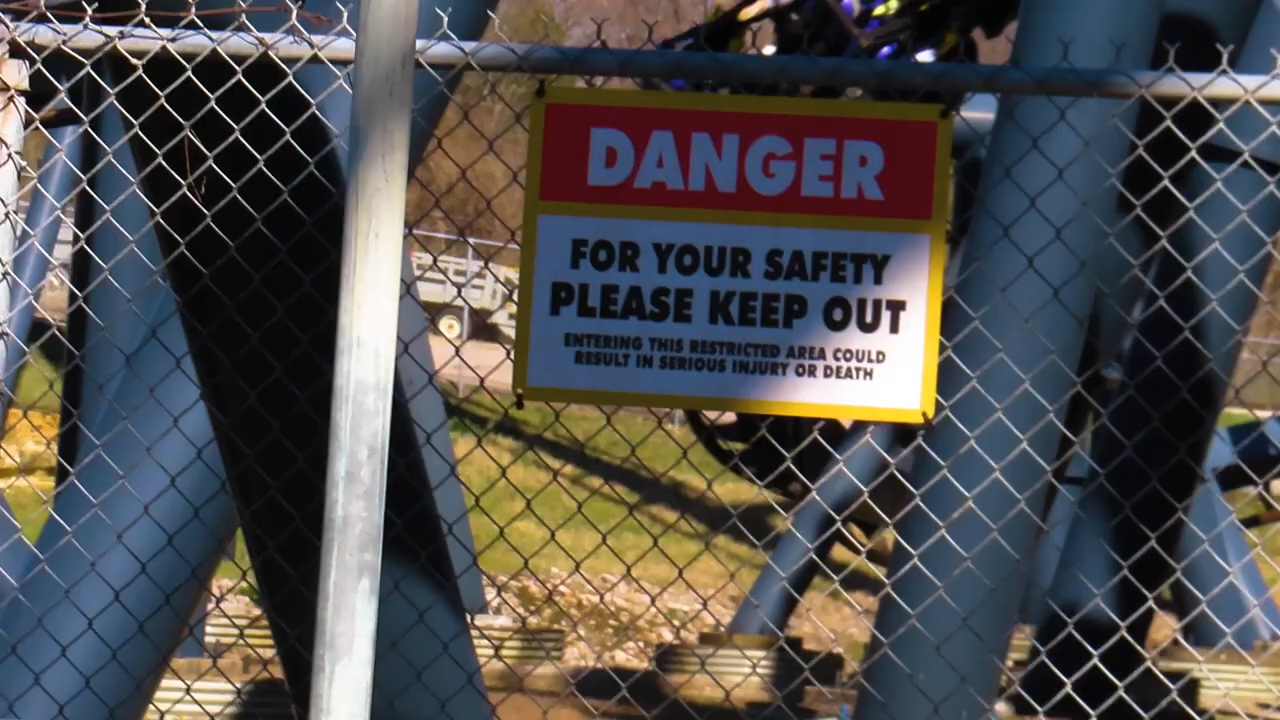 DANGER
FOR YOUR SAFETY
PLEASE KEEP OUT
ENTERING THIS RESTRICTED AREA COULD
RESULT IN SERIOUS INJURY OR DEATH